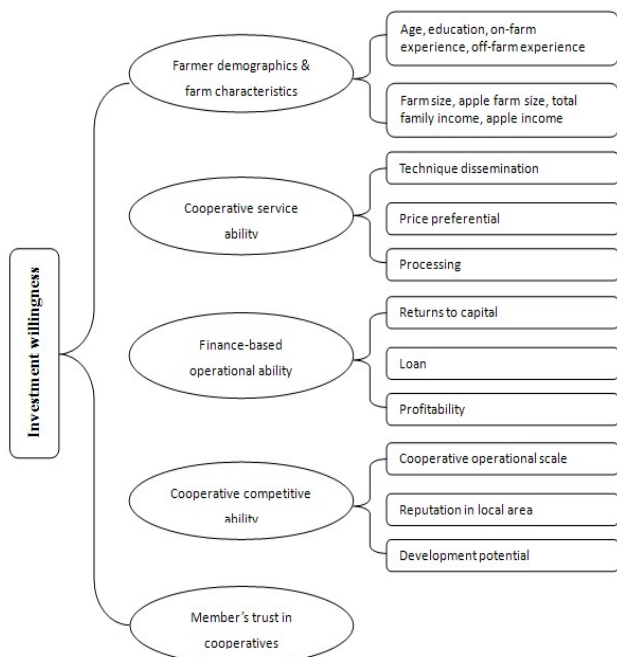 Investment willingness
Farmer demographics &
farm characteristics
Age, education, on-farm
experience, off-farm experience
Farm size, apple farm size, total
family income, apple income
Cooperative service
ability
Technique dissemination
Price preferential
Processing
Finance-based
operational ability
Returns to capital
Loan
Profitability
Cooperative competitive
ability
Cooperative operational scale
Reputation in local area
Development potential
Member’s trust in
cooperatives